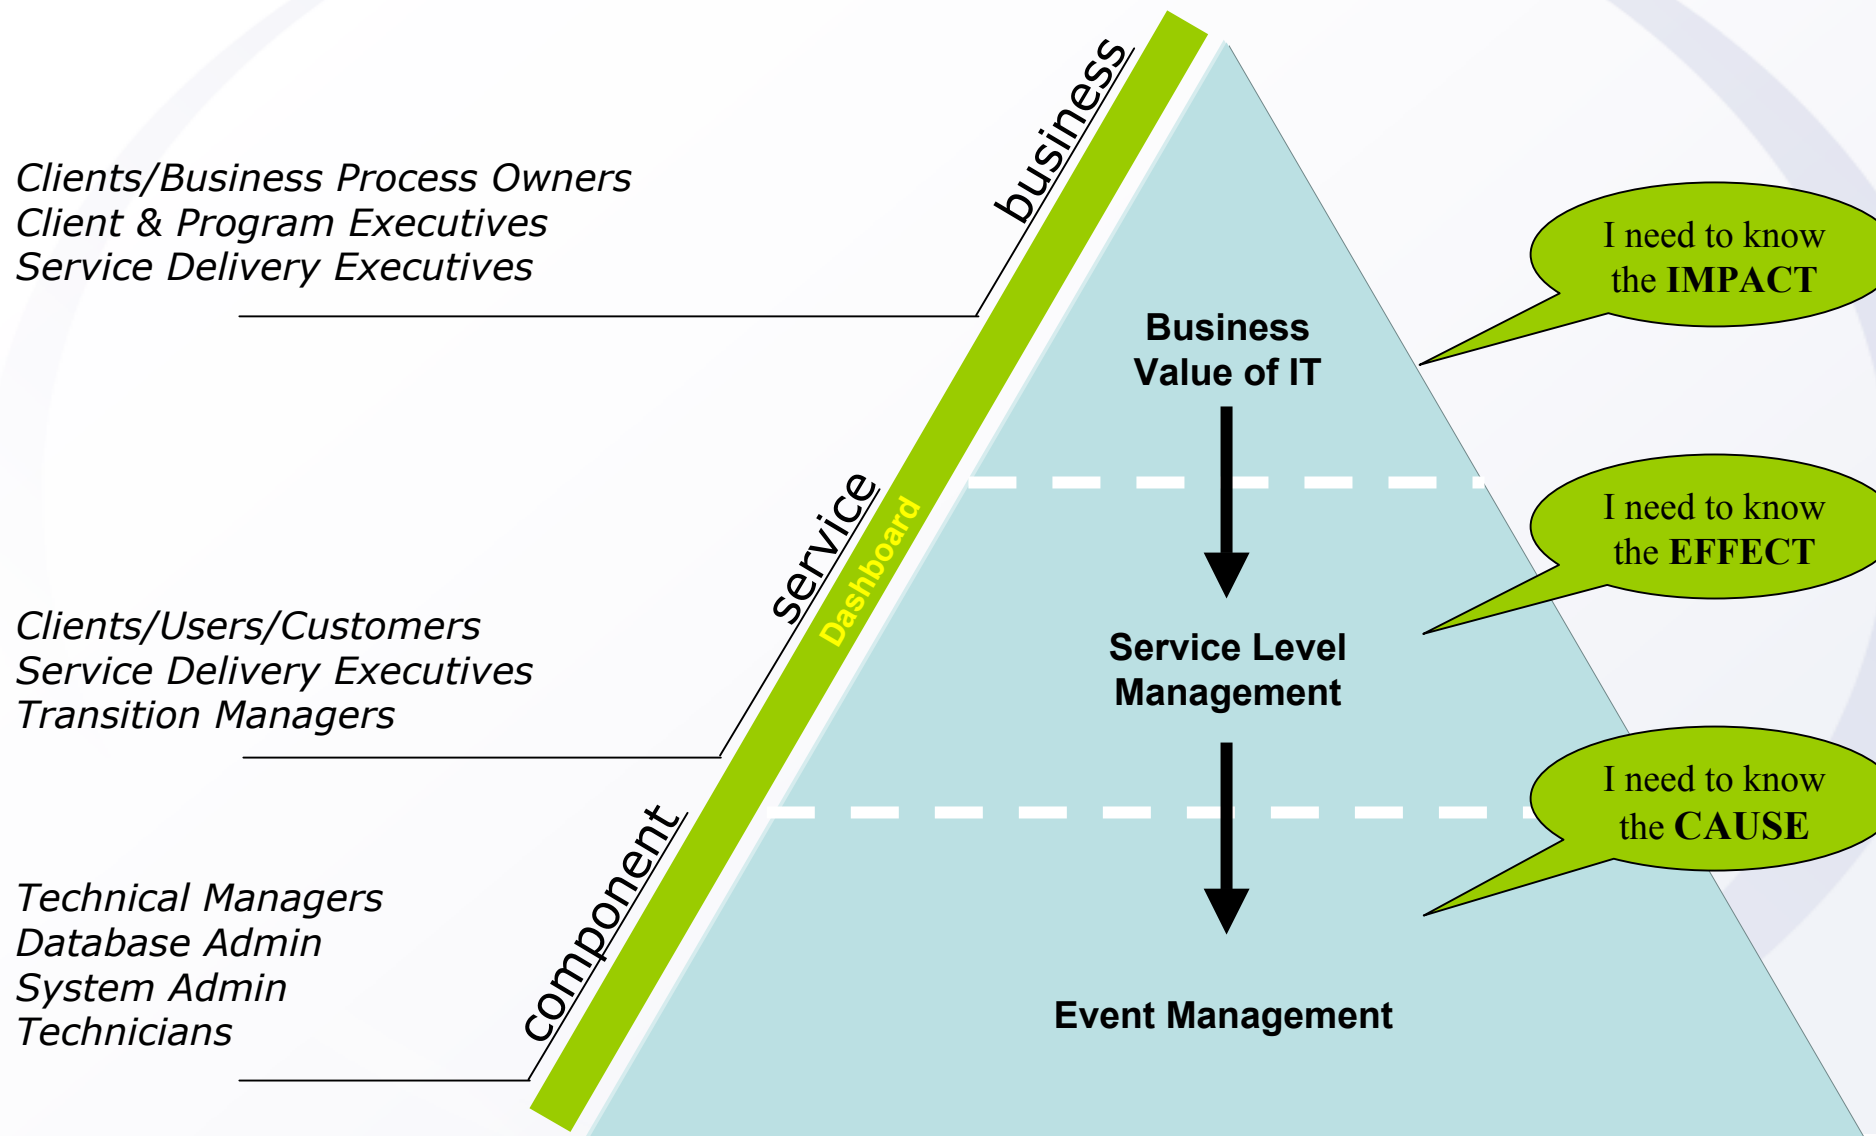 business
Clients/Business Process Owners
Client & Program Executives
Service Delivery Executives
I need to know
the IMPACT
Business
Value of IT
service
Dashboard
I need to know
the EFFECT
Clients/Users/Customers
Service Delivery Executives
Transition Managers
Service Level
Management
component
I need to know
the CAUSE
Technical Managers
Database Admin
System Admin
Technicians
Event Management